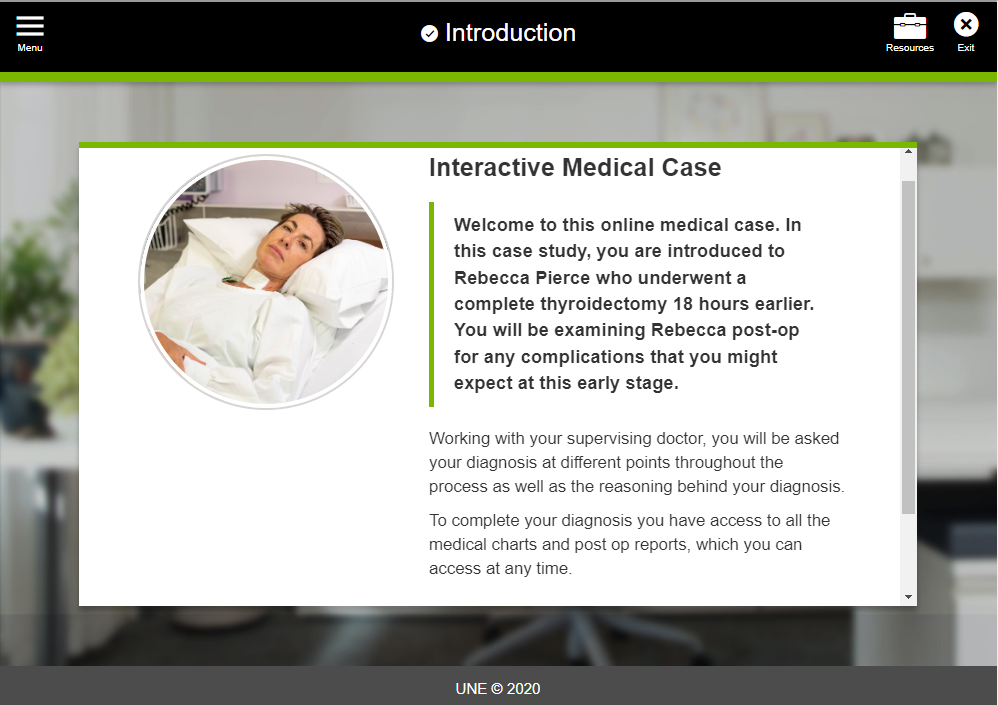 Menu
Introduction
Resources
Exit
Interactive Medical Case
Welcome to this online medical case. In
this case study, you are introduced to
Rebecca Pierce who underwent a
complete thyroidectomy 18 hours earlier.
You will be examining Rebecca post-op
for any complications that you might
expect at this early stage.
Working with your supervising doctor, you will be asked
your diagnosis at different points throughout the
process as well as the reasoning behind your diagnosis.
To complete your diagnosis you have access to all the
medical charts and post op reports, which you can
access at any time.
UNE © 2020